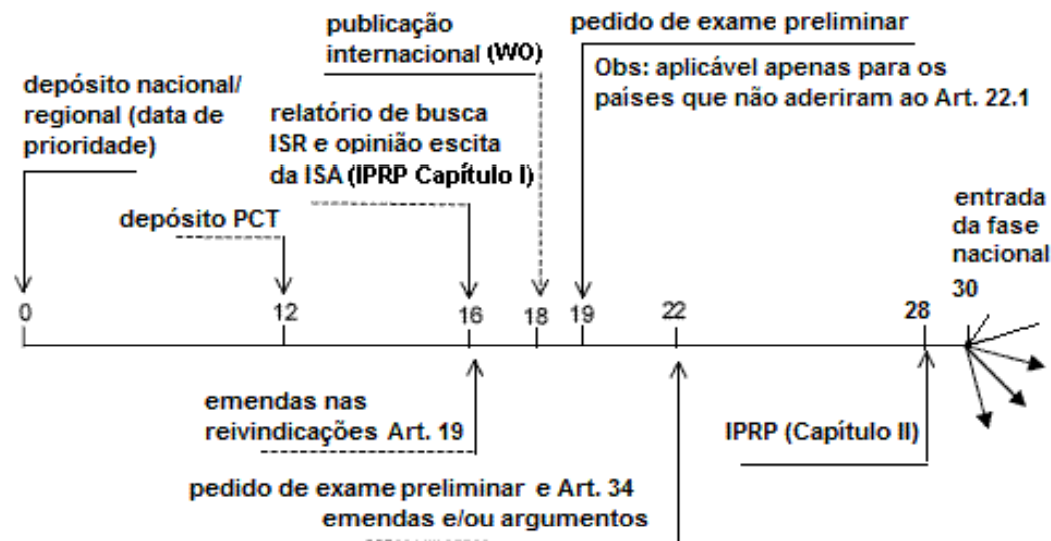 publicação
internacional (WO)
pedido de exame preliminar
Obs: aplicável apenas para os
países que não aderiram ao Art. 22.1
depósito nacional/
regional (data de
prioridade)
relatório de busca
ISR e opinião escita
da ISA (IPRP Capítulo I)
depósito PCT
entrada
da fase
nacional
0
12
16
18
19
22
28
30
emendas nas
reivindicações Art. 19
IPRP (Capítulo II)
pedido de exame preliminar e Art. 34
emendas e/ou argumentos